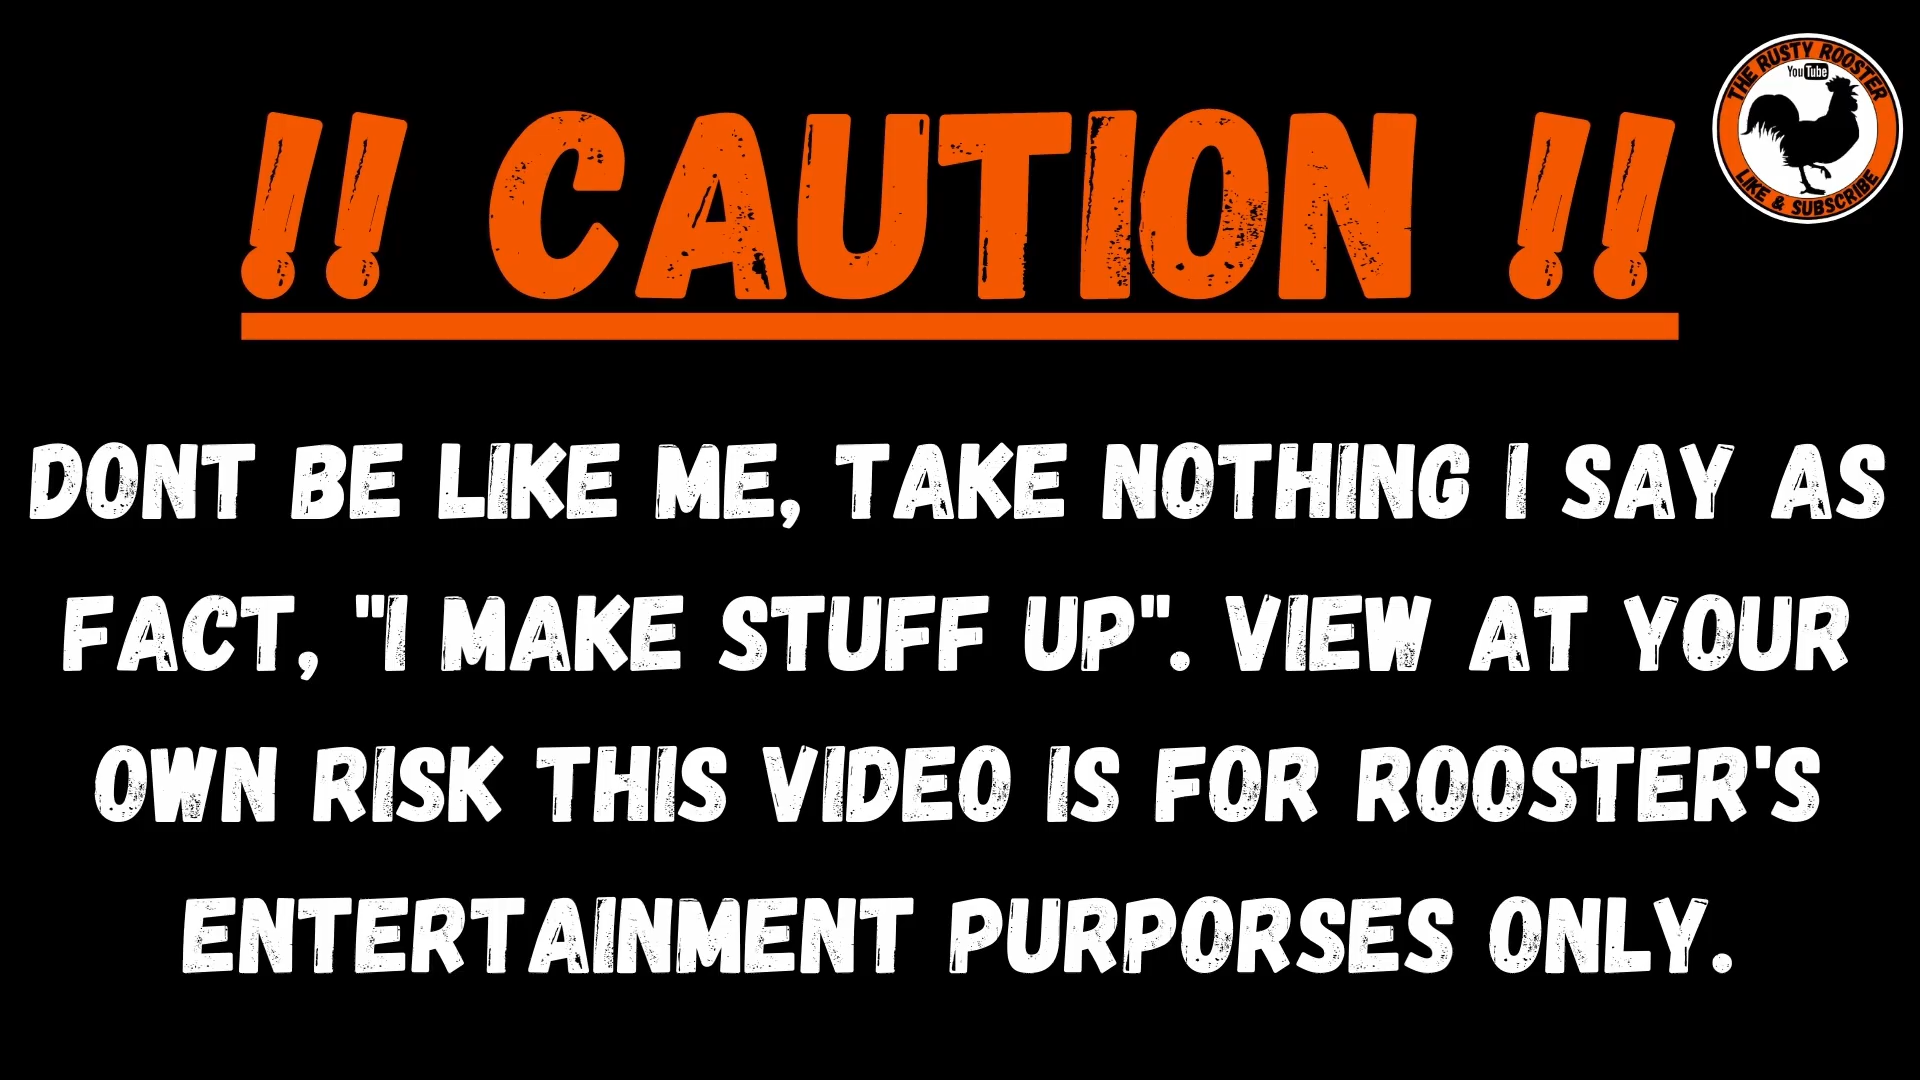 !! CAUTION !!
THE RUSTY ROOSTER
YouTube
LIKE & SUBSCRIBE
DONT BE LIKE ME, TAKE NOTHING I SAY AS
FACT, "I MAKE STUFF UP". VIEW AT YOUR
OWN RISK THIS VIDEO IS FOR ROOSTER'S
ENTERTAINMENT PURPORSES ONLY.